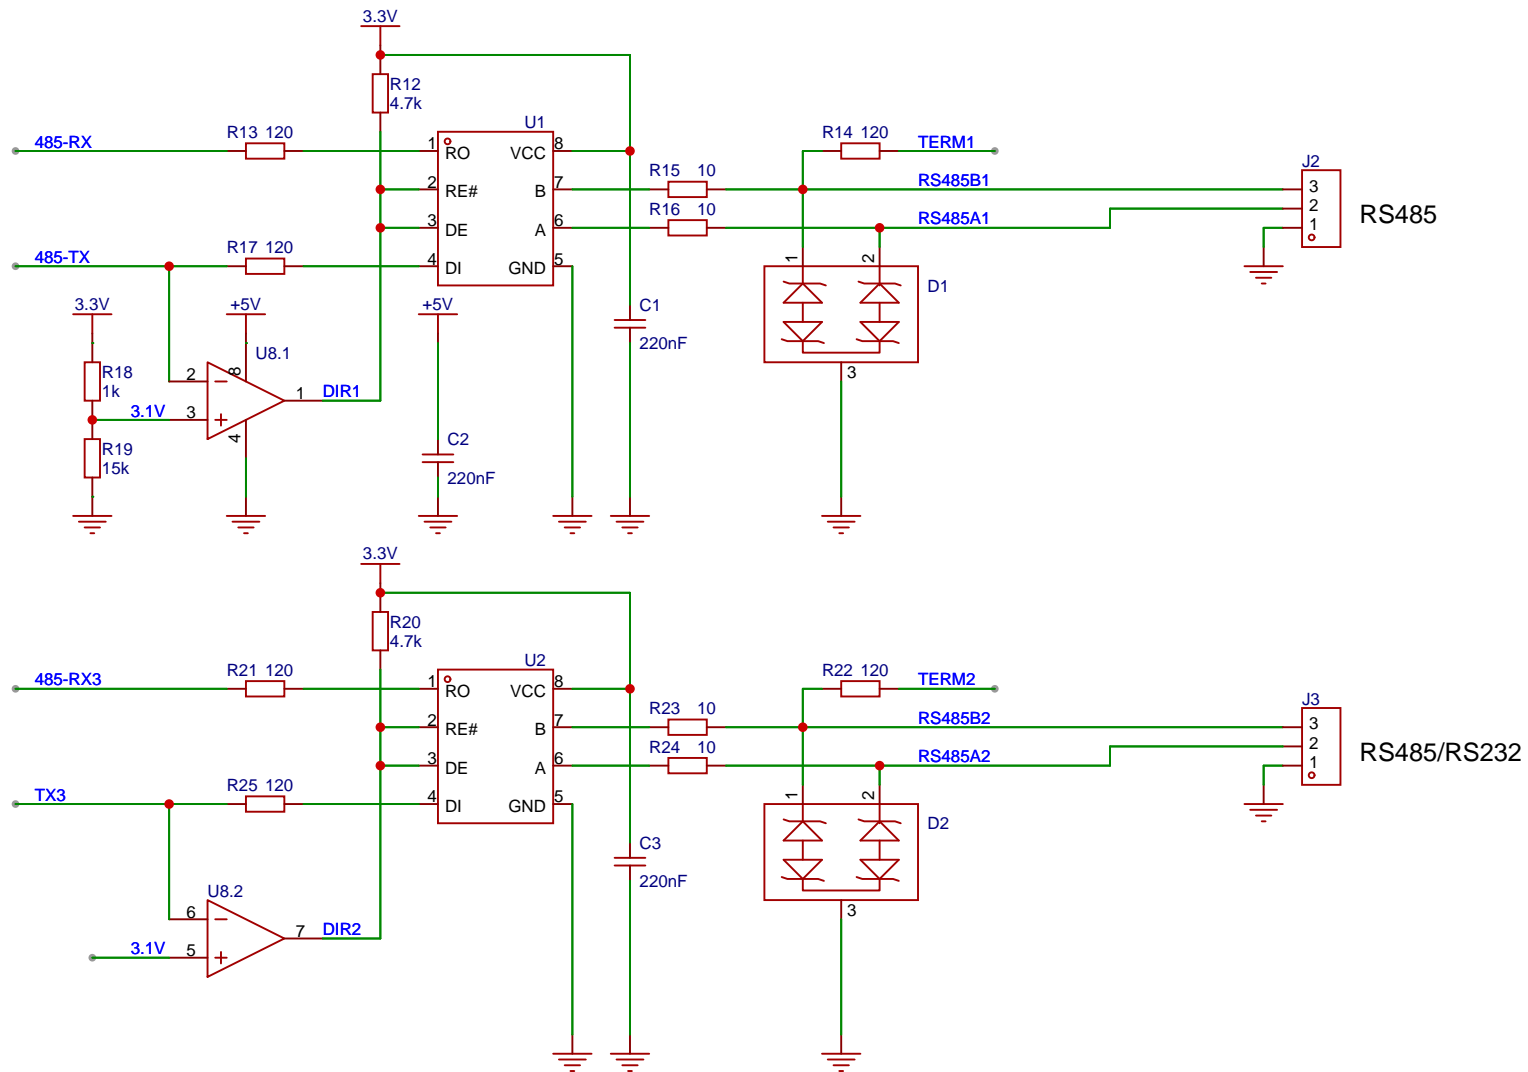 3.3V
R12
4.7k
U1
485-RX
R13 120
1
RO
VCC
8
R14 120
TERM1
J2
2
RE#
B
7
R15 10
RS485B1
3
2
1
RS485
3
DE
A
6
R16 10
RS485A1
485-TX
R17 120
4
DI
GND
5
1
2
D1
3
3.3V
+5V
+5V
C1
220nF
U8.1
R18
1k
2
8
1
DIR1
3.1V
3
4
R19
15k
C2
220nF
3.3V
R20
4.7k
U2
485-RX3
R21 120
1
RO
VCC
8
R22 120
TERM2
J3
2
RE#
B
7
R23 10
RS485B2
3
2
1
RS485/RS232
3
DE
A
6
R24 10
RS485A2
TX3
R25 120
4
DI
GND
5
1
2
D2
3
C3
220nF
U8.2
6
7
DIR2
3.1V
5